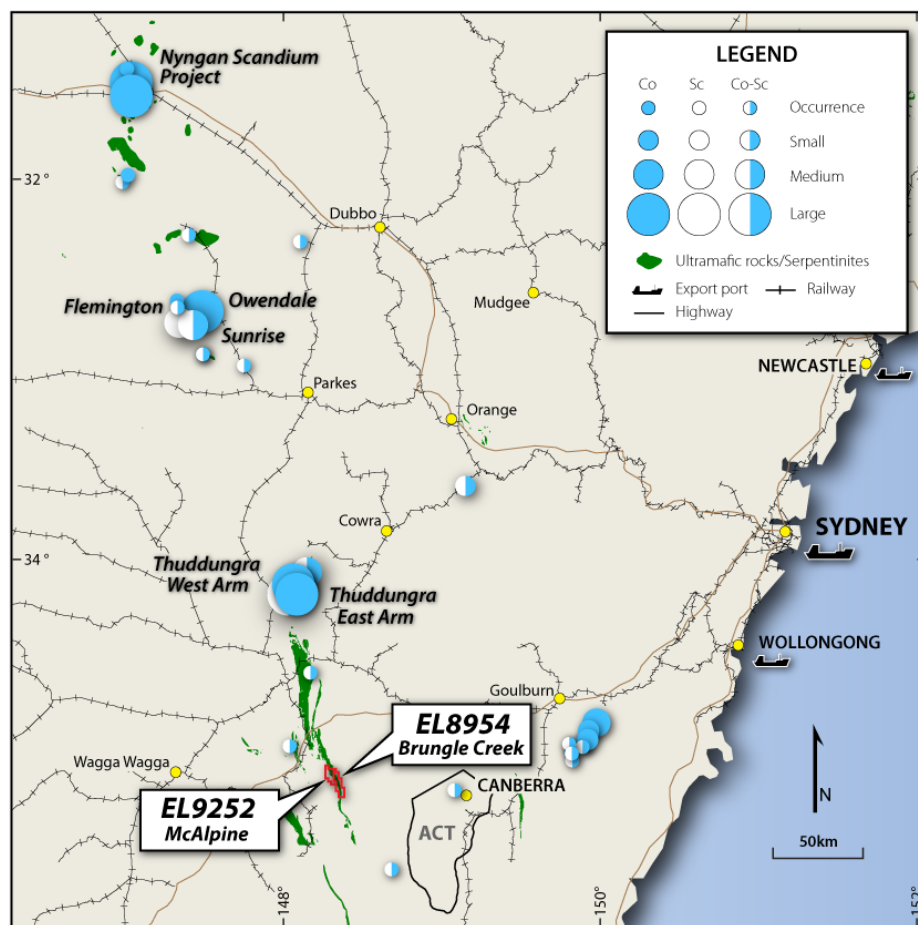 Nyngan Scandium
Project
LEGEND
Co Sc Co-Sc
Occurrence
Small
Medium
Large
Ultramafic rocks/Serpentinites
Export port Railway
Highway
32°
Dubbo
Mudgee
Flemington
Owendale
Sunrise
NEWCASTLE
Parkes
Orange
Cowra
SYDNEY
34°
Thuddungra
West Arm
Thuddungra
East Arm
WOLLONGONG
Goulburn
EL8954
Brungle Creek
Wagga Wagga
EL9252
McAlpine
CANBERRA
ACT
N
50km
148°
150°
152°